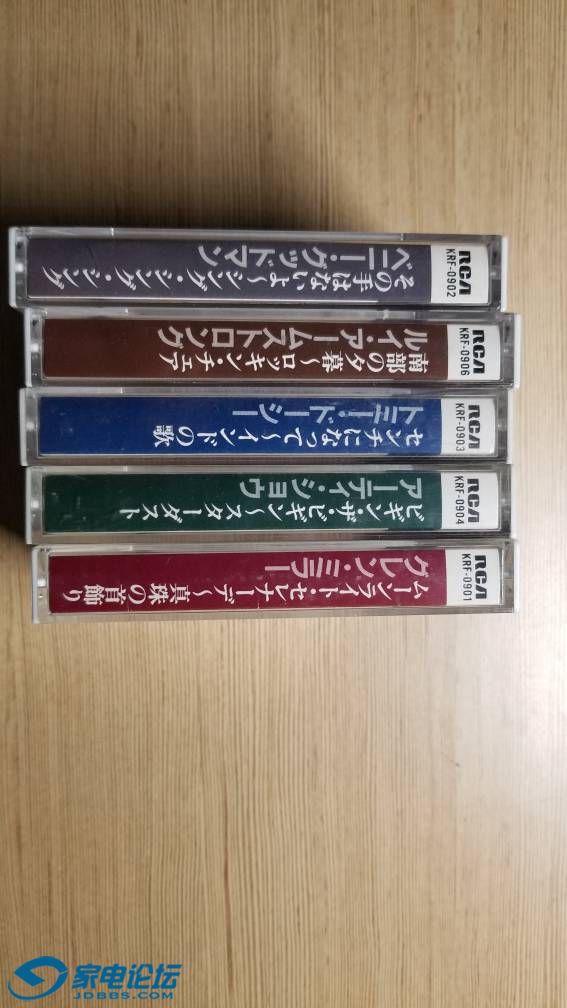 RCA
KRF-0902
ベニー・グッドマン
その手はないよ～シング・シング・シング
RCA
KRF-0906
ルイ・アームストロング
南部の夕暮～ロッキン・チェア
RCA
KRF-0903
トミー・ドーシー
センチになって～インドの歌
RCA
KRF-0904
アーティ・ショウ
ビギン・ザ・ビギン～スターダスト
RCA
KRF-0901
グレン・ミラー
ムーンライト・セレナーデ～真珠の首飾り
家电论坛
JDBBS.COM